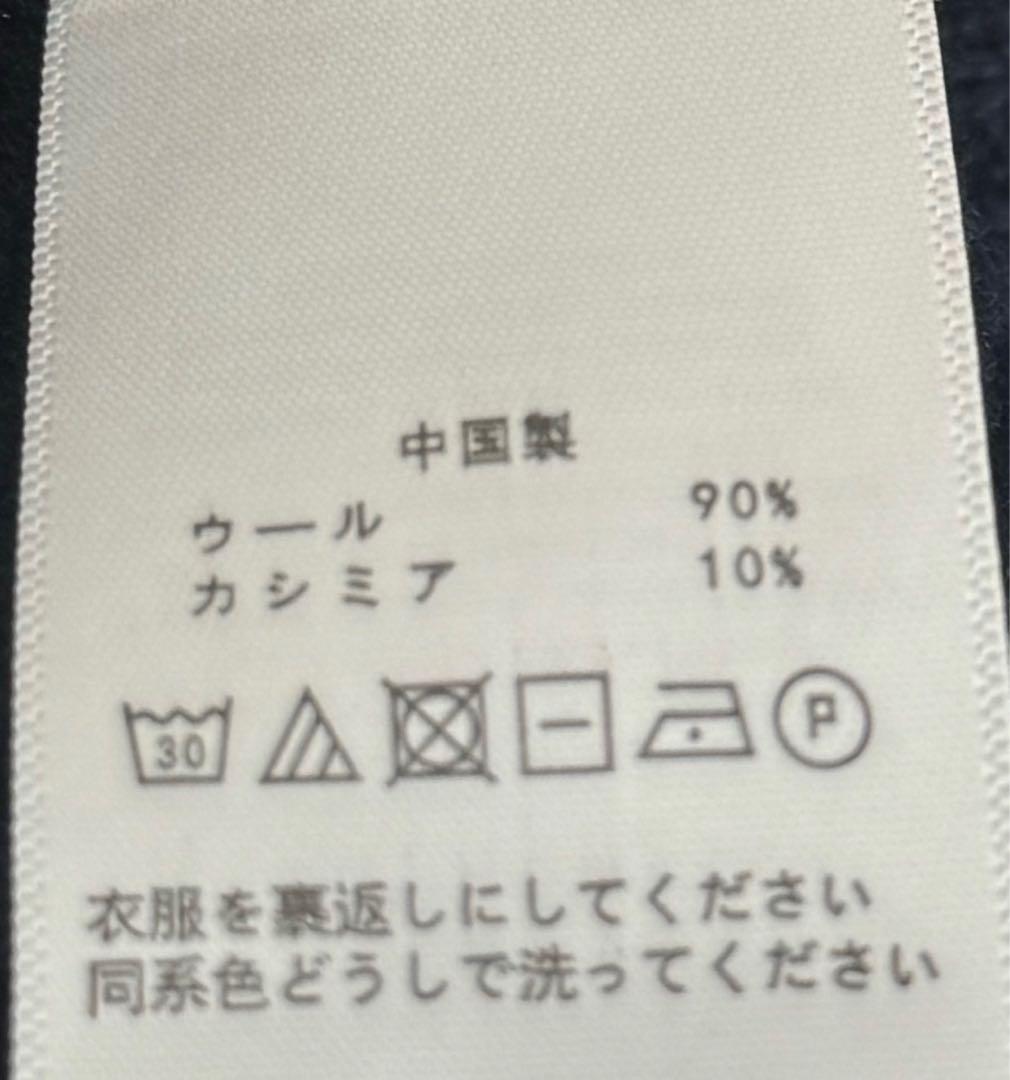 中国製
ウール 90%
カシミア 10%
30 P
衣服を裏返しにしてください
同系色どうしで洗ってください